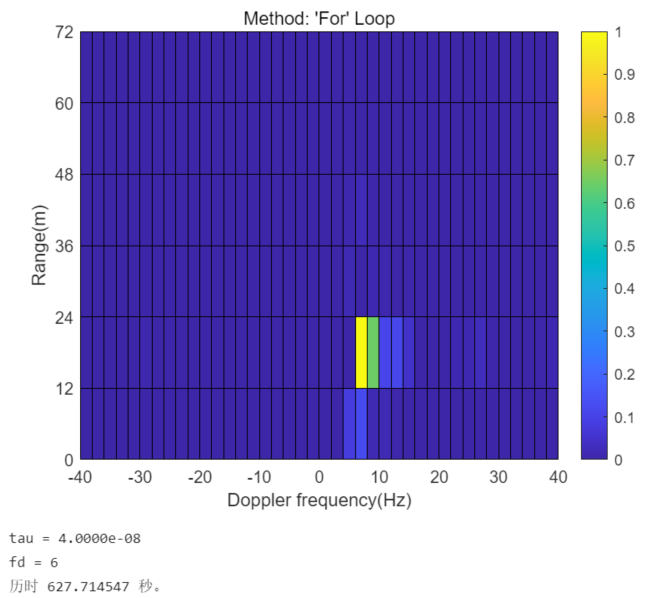 Method: 'For' Loop
72
60
48
36
24
12
0
Range(m)
-40 -30 -20 -10 0 10 20 30 40
Doppler frequency(Hz)
1
0.9
0.8
0.7
0.6
0.5
0.4
0.3
0.2
0.1
0
tau = 4.0000e-08
fd = 6
历时 627.714547 秒。